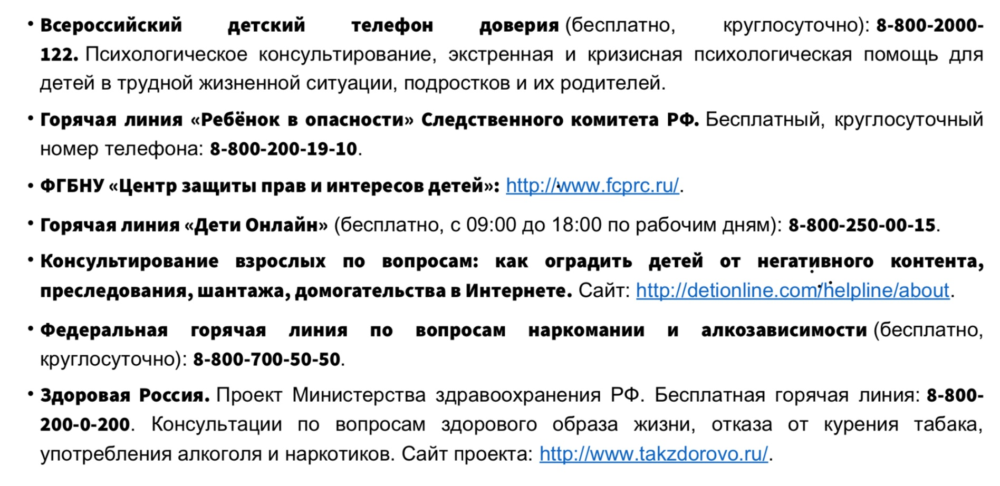 • Всероссийский детский телефон доверия (бесплатно, круглосуточно): 8-800-2000-
122. Психологическое консультирование, экстренная и кризисная психологическая помощь для
детей в трудной жизненной ситуации, подростков и их родителей.
• Горячая линия «Ребёнок в опасности» Следственного комитета РФ. Бесплатный, круглосуточный
номер телефона: 8-800-200-19-10.
• ФГБНУ «Центр защиты прав и интересов детей»: http://www.fcprc.ru/.
• Горячая линия «Дети Онлайн» (бесплатно, с 09:00 до 18:00 по рабочим дням): 8-800-250-00-15.
• Консультирование взрослых по вопросам: как оградить детей от негативного контента,
преследования, шантажа, домогательства в Интернете. Сайт: http://detionline.com/helpline/about.
• Федеральная горячая линия по вопросам наркомании и алкозависимости (бесплатно,
круглосуточно): 8-800-700-50-50.
• Здоровая Россия. Проект Министерства здравоохранения РФ. Бесплатная горячая линия: 8-800-
200-0-200. Консультации по вопросам здорового образа жизни, отказа от курения табака,
употребления алкоголя и наркотиков. Сайт проекта: http://www.takzdorovo.ru/.